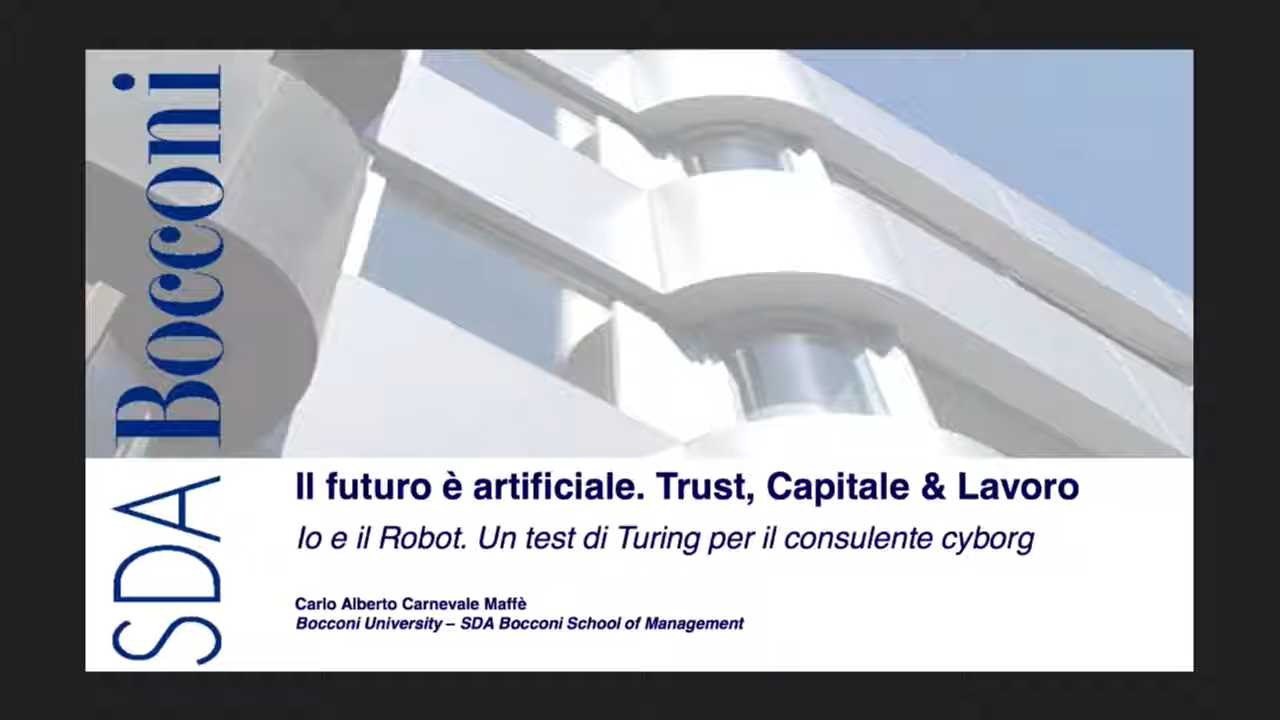 SDA Bocconi
Il futuro è artificiale. Trust, Capitale & Lavoro
Io e il Robot. Un test di Turing per il consulente cyborg
Carlo Alberto Carnevale Maffè
Bocconi University – SDA Bocconi School of Management